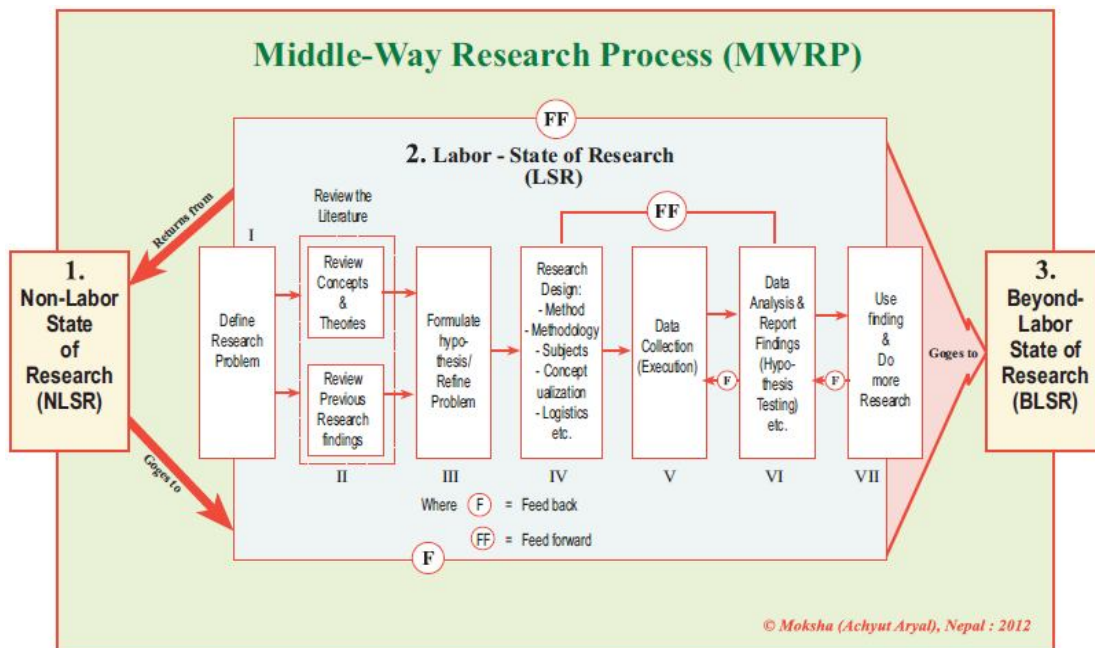 Middle-Way Research Process (MWRP)
FF
2. Labor - State of Research
(LSR)
Returns from
Goges to
1.
Non-Labor
State
of
Research
(NLSR)
I
Define
Research
Problem
Review the
Literature
Review
Concepts
&
Theories
Review
Previous
Research
findings
II
Formulate
hypo-
thesis/
Refine
Problem
III
FF
Research
Design:
- Method
- Methodology
- Subjects
- Concept
ualization
- Logistics
etc.
IV
Data
Collection
(Execution)
V
F
Data
Analysis &
Report
Findings
(Hypo-
thesis
Testing)
etc.
VI
F
Use
finding
&
Do
more
Research
VII
Where F = Feed back
FF = Feed forward
F
Goges to
3.
Beyond-
Labor
State of
Research
(BLSR)
© Moksha (Achyut Aryal), Nepal : 2012